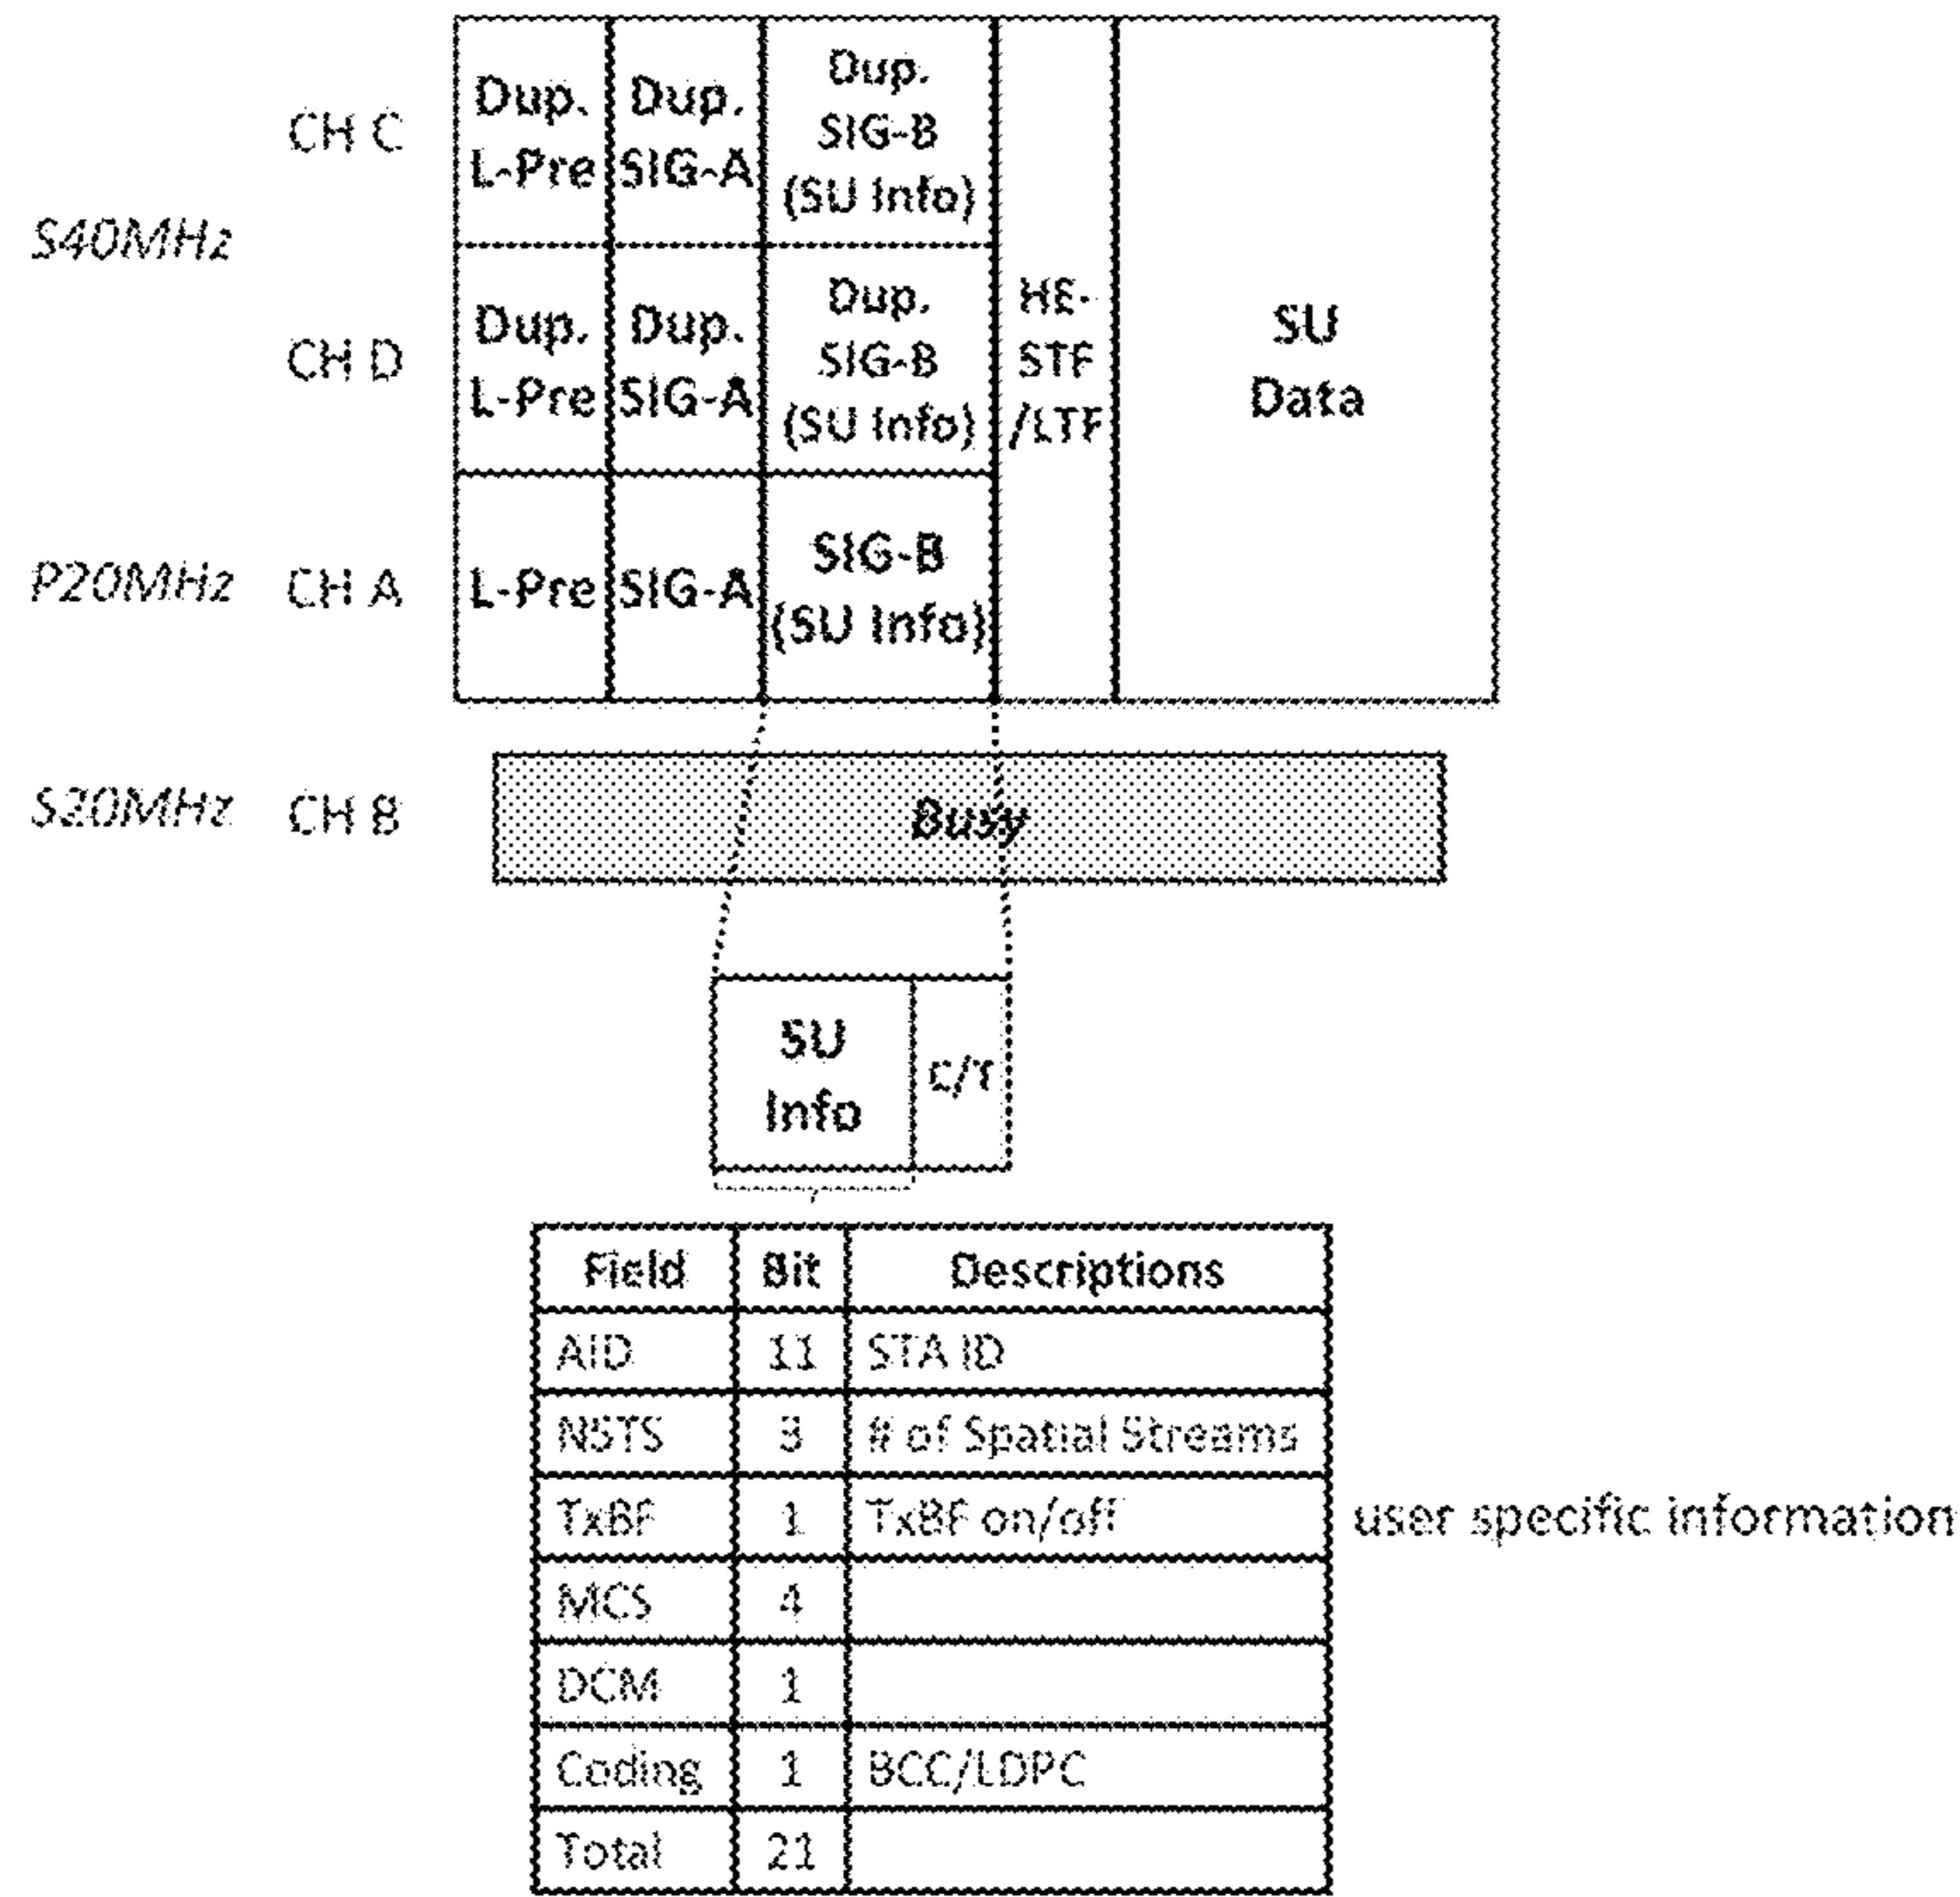 CH C
Dup.
L-Pre
Dup.
SIG-A
Dup.
SIG-B
(SU Info)
S40MHz
CH D
Dup.
L-Pre
Dup.
SIG-A
Dup.
SIG-B
(SU Info)
HE-
STF
/LTF
SU
Data
P20MHz CH A
L-Pre
SIG-A
SIG-B
(SU Info)
S20MHz CH B
Busy
SU
Info
C/T
Field Bit Descriptions
AID 11 STA ID
NSTS 3 # of Spatial Streams
TxBF 1 TxBF on/off
user specific information
MCS 4
DCM 1
Coding 1 BCC/LDPC
Total 21